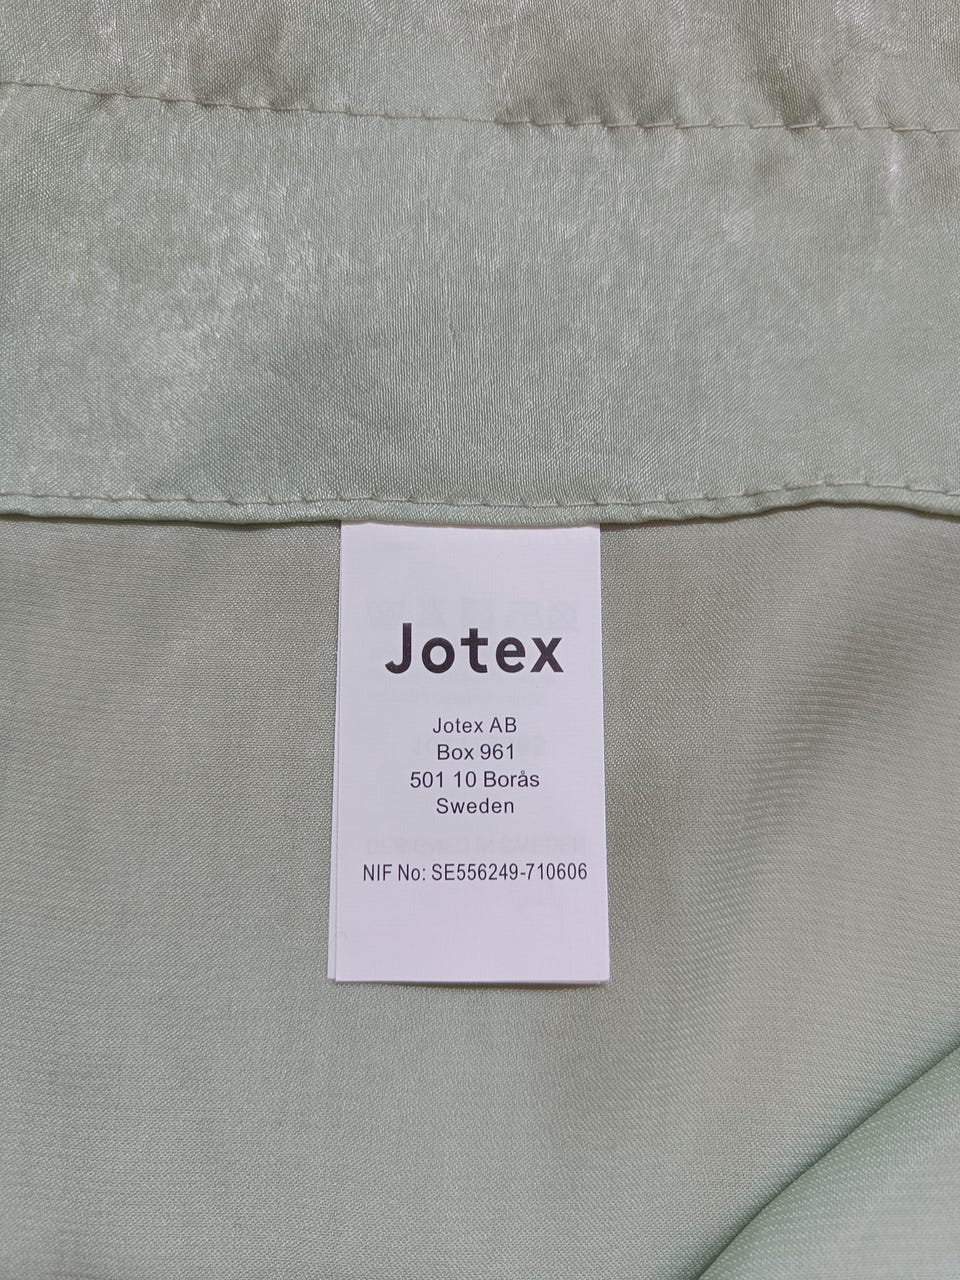 Jotex
Jotex AB
Box 961
501 10 Borås
Sweden
NIF No: SE556249-710606